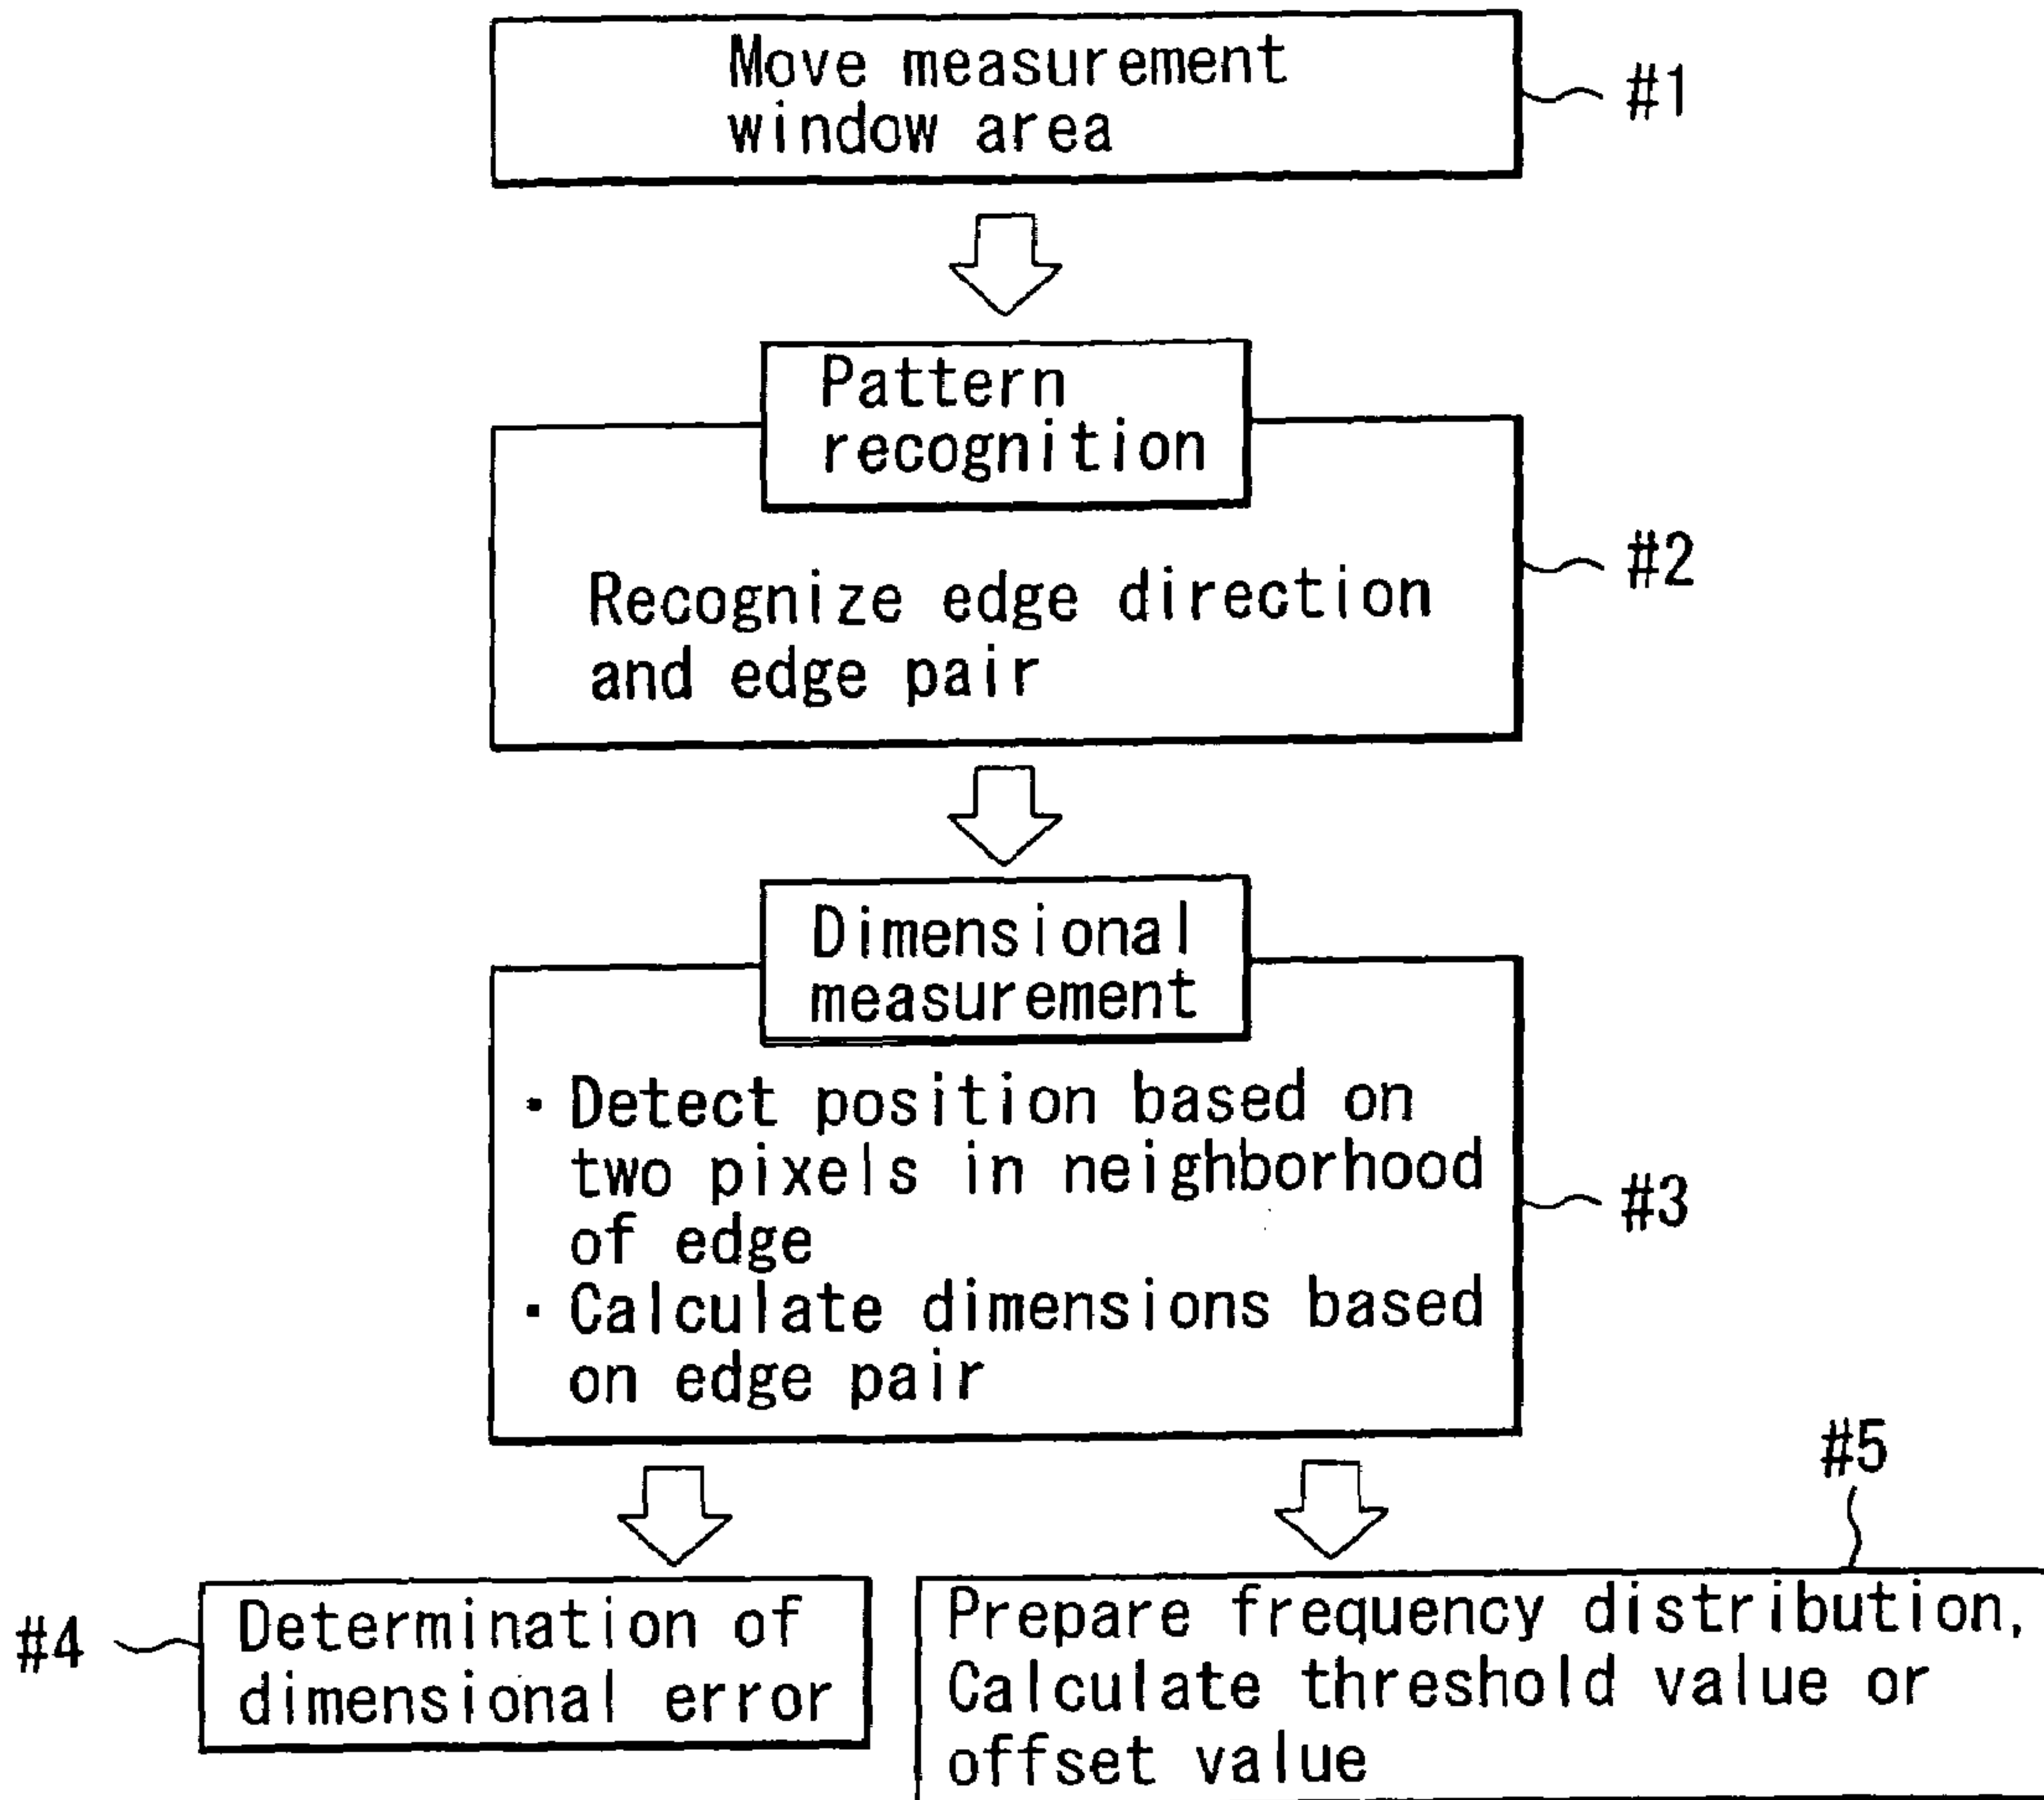 Move measurement
window area
#1
Pattern
recognition
Recognize edge direction
and edge pair
#2
Dimensional
measurement
・Detect position based on
two pixels in neighborhood
of edge
・Calculate dimensions based
on edge pair
#3
#4
Determination of
dimensional error
#5
Prepare frequency distribution,
Calculate threshold value or
offset value